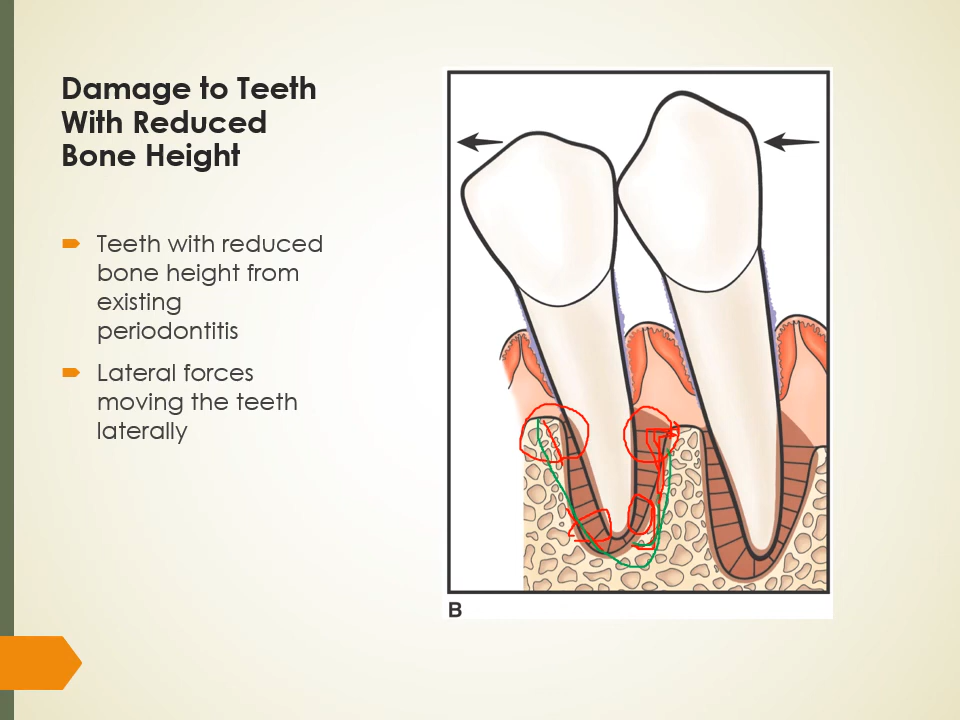 Damage to Teeth
With Reduced
Bone Height
Teeth with reduced
bone height from
existing
periodontitis
Lateral forces
moving the teeth
laterally
B